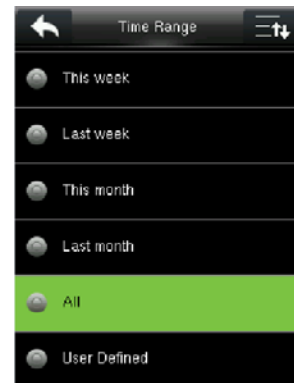 Time Range
This week
Last week
This month
Last month
All
User Defined